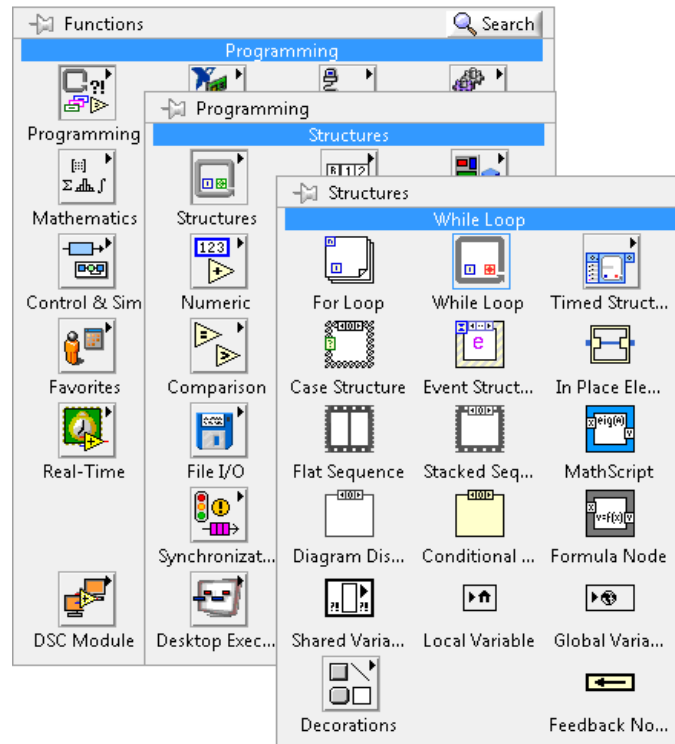 Functions
Search
Programming
Programming
Mathematics
Control & Sim
Favorites
Real-Time
DSC Module
Programming
Structures
Structures
Numeric
Comparison
File I/O
Synchronizat...
Desktop Exec...
Structures
While Loop
For Loop While Loop Timed Struct...
Case Structure Event Struct... In Place Ele...
Flat Sequence Stacked Seq... MathScript
Diagram Dis... Conditional ... Formula Node
Shared Varia... Local Variable Global Varia...
Decorations Feedback No...